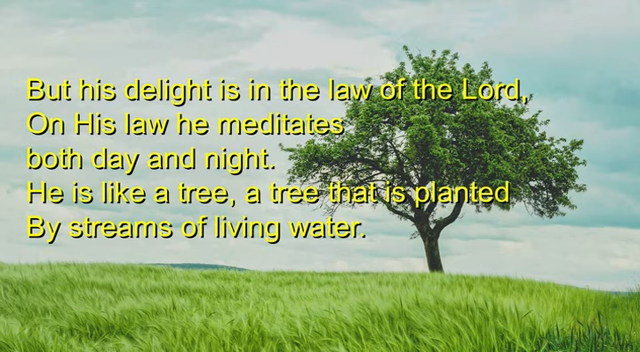 But his delight is in the law of the Lord,
On His law he meditates
both day and night.
He is like a tree, a tree that is planted
By streams of living water.